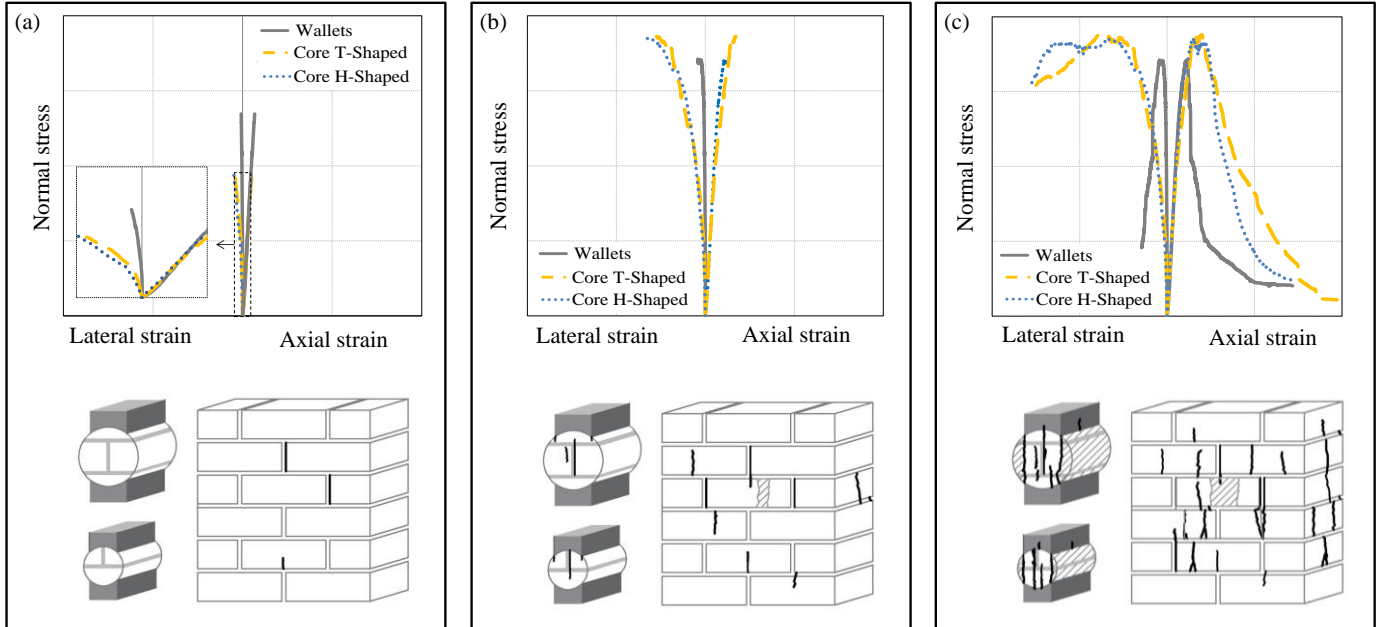 (a)
Wallets
Core T-Shaped
Core H-Shaped
Normal stress
Lateral strain
Axial strain
(b)
Normal stress
Wallets
Core T-Shaped
Core H-Shaped
Lateral strain
Axial strain
(c)
Normal stress
Wallets
Core T-Shaped
Core H-Shaped
Lateral strain
Axial strain